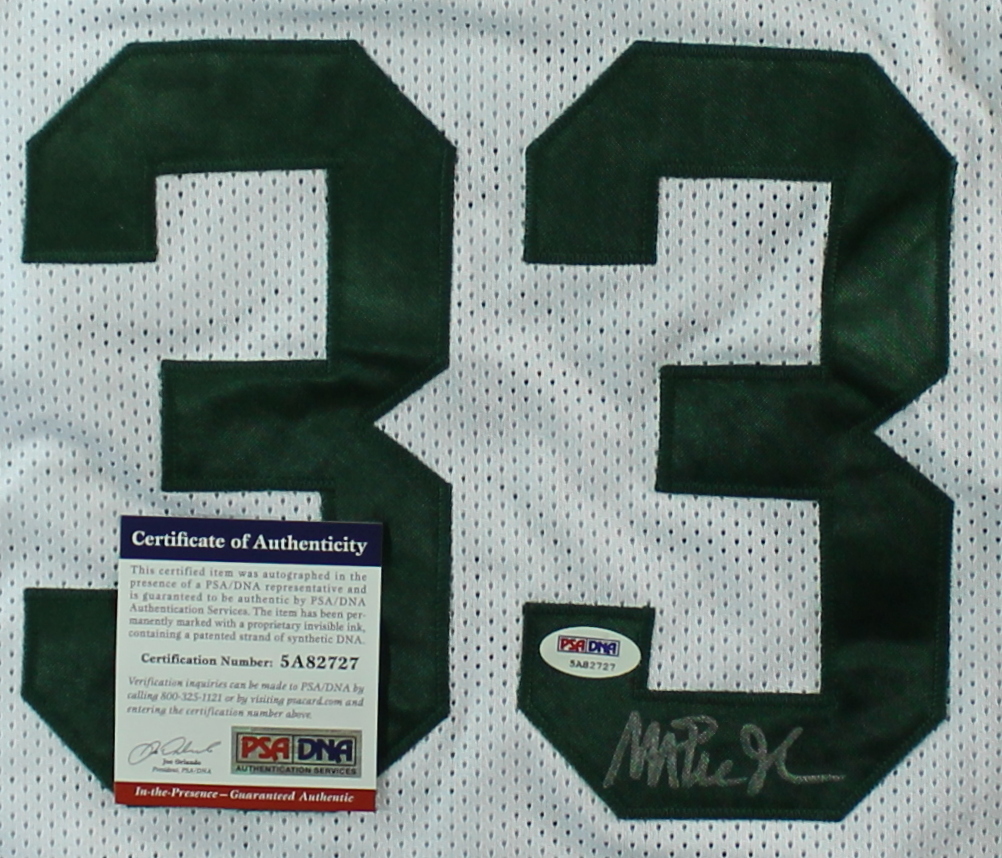 33
Certificate of Authenticity
This certified item was autographed in the
presence of a PSA/DNA representative and
is guaranteed to be authentic by PSA/DNA
Authentication Services. The item has been per-
manently marked with a proprietary invisible ink,
containing a patented strand of synthetic DNA.
Certification Number: 5A82727
Verification inquiries can be made to PSA/DNA by
calling 800-325-1121 or by visiting psacard.com and
entering the certification number above.
Joe Orlando
President, PSA/DNA
PSA DNA
AUTHENTICATION SERVICES
In-the-Presence – Guaranteed Authentic
PSA DNA
5A82727